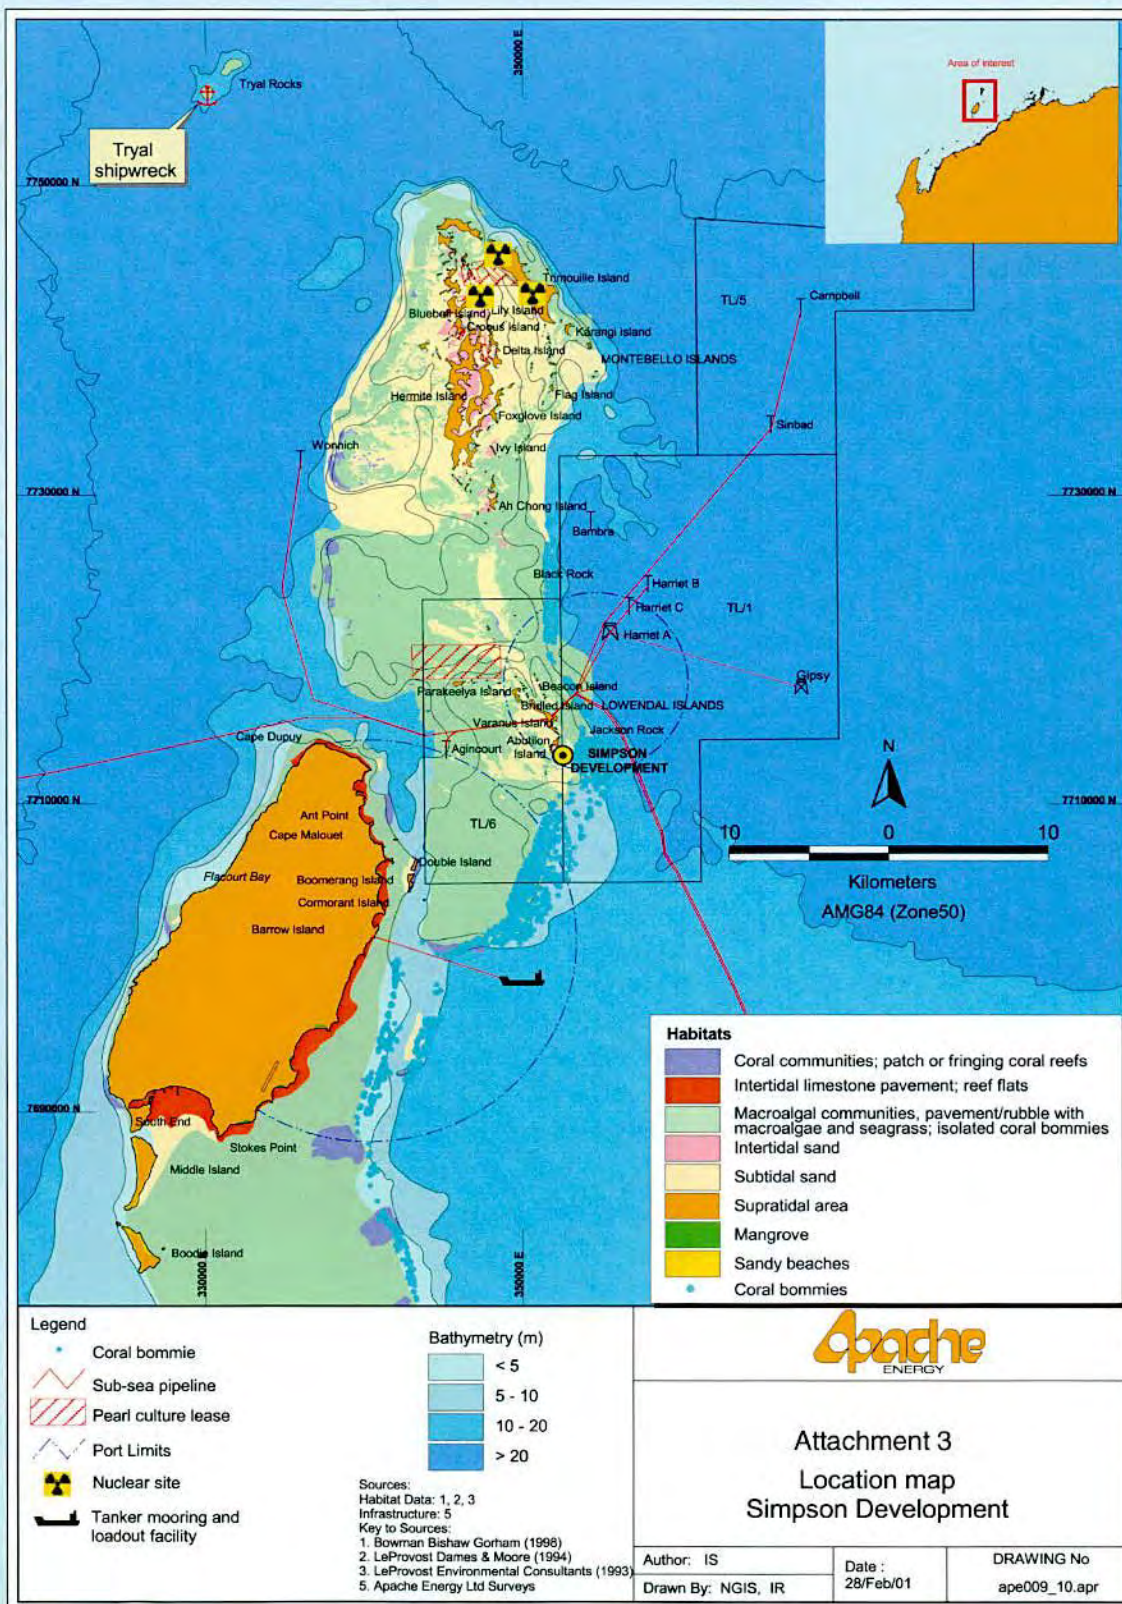 350000 E
Area of interest
Tryal Rocks
Tryal
shipwreck
7750000 N
Trimouille Island
TL/5
Campbell
Bluebell Island
Lily Island
Crocus Island
Karangi Island
Delta Island
MONTEBELLO ISLANDS
Hermite Island
Flag Island
Foxglove Island
Sinbad
Wonnich
Ivy Island
7730000 N
7730000 N
Ah Chong Island
Bambra
Black Rock
Harriet B
Harriet C
TL/1
Harriet A
Gipsy
Parakeelya Island
Beacon Island
Bridled Island
LOWENDAL ISLANDS
Varanus Island
Jackson Rock
Cape Dupuy
Agincourt
Abutilon
Island
SIMPSON
DEVELOPMENT
N
7710000 N
7710000 N
Ant Point
Cape Malouet
TL/6
10
0
10
Double Island
Flacourt Bay
Boomerang Island
Kilometers
Cormorant Island
AMG84 (Zone50)
Barrow Island
Habitats
Coral communities; patch or fringing coral reefs
Intertidal limestone pavement; reef flats
Macroalgal communities, pavement/rubble with
macroalgae and seagrass; isolated coral bommies
Intertidal sand
Subtidal sand
Supratidal area
Mangrove
Sandy beaches
Coral bommies
7690000 N
South End
Stokes Point
Middle Island
Boodie Island
330000 E
350000 E
Legend
Coral bommie
Sub-sea pipeline
Pearl culture lease
Port Limits
Nuclear site
Tanker mooring and
loadout facility
Bathymetry (m)
< 5
5 - 10
10 - 20
> 20
Sources:
Habitat Data: 1, 2, 3
Infrastructure: 5
Key to Sources:
1. Bowman Bishaw Gorham (1998)
2. LeProvost Dames & Moore (1994)
3. LeProvost Environmental Consultants (1993)
5. Apache Energy Ltd Surveys
Apache
ENERGY
Attachment 3
Location map
Simpson Development
Author: IS
Drawn By: NGIS, IR
Date :
28/Feb/01
DRAWING No
ape009_10.apr